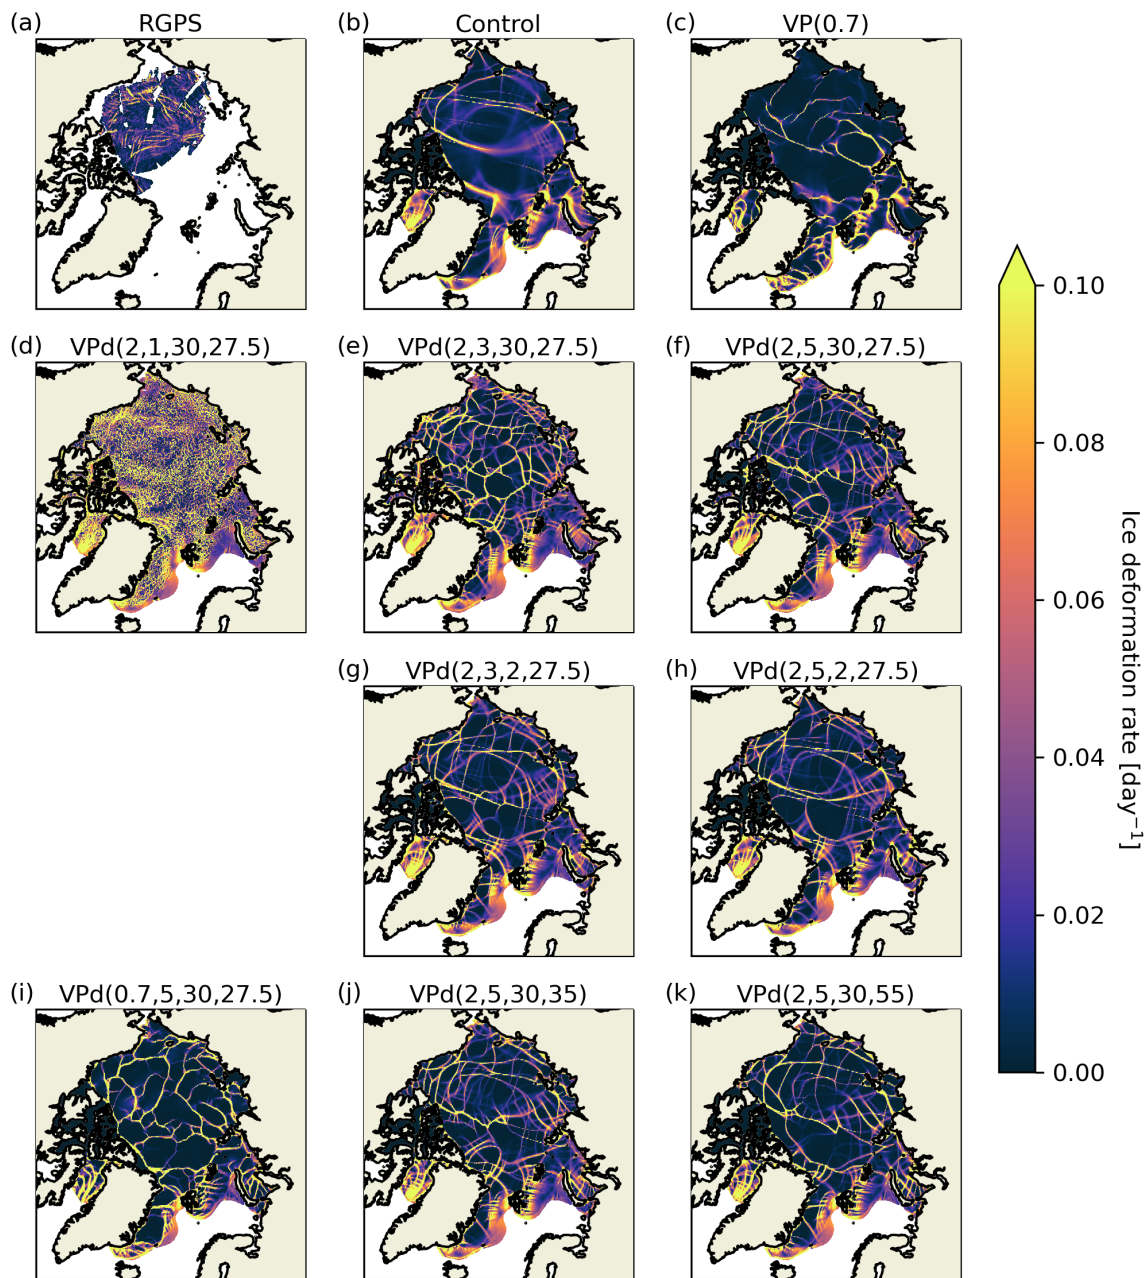 (a) RGPS
(b) Control
(c) VP(0.7)
(d) VPd(2,1,30,27.5)
(e) VPd(2,3,30,27.5)
(f) VPd(2,5,30,27.5)
(g) VPd(2,3,2,27.5)
(h) VPd(2,5,2,27.5)
(i) VPd(0.7,5,30,27.5)
(j) VPd(2,5,30,35)
(k) VPd(2,5,30,55)
0.10
0.08
0.06
0.04
0.02
0.00
Ice deformation rate [day⁻¹]